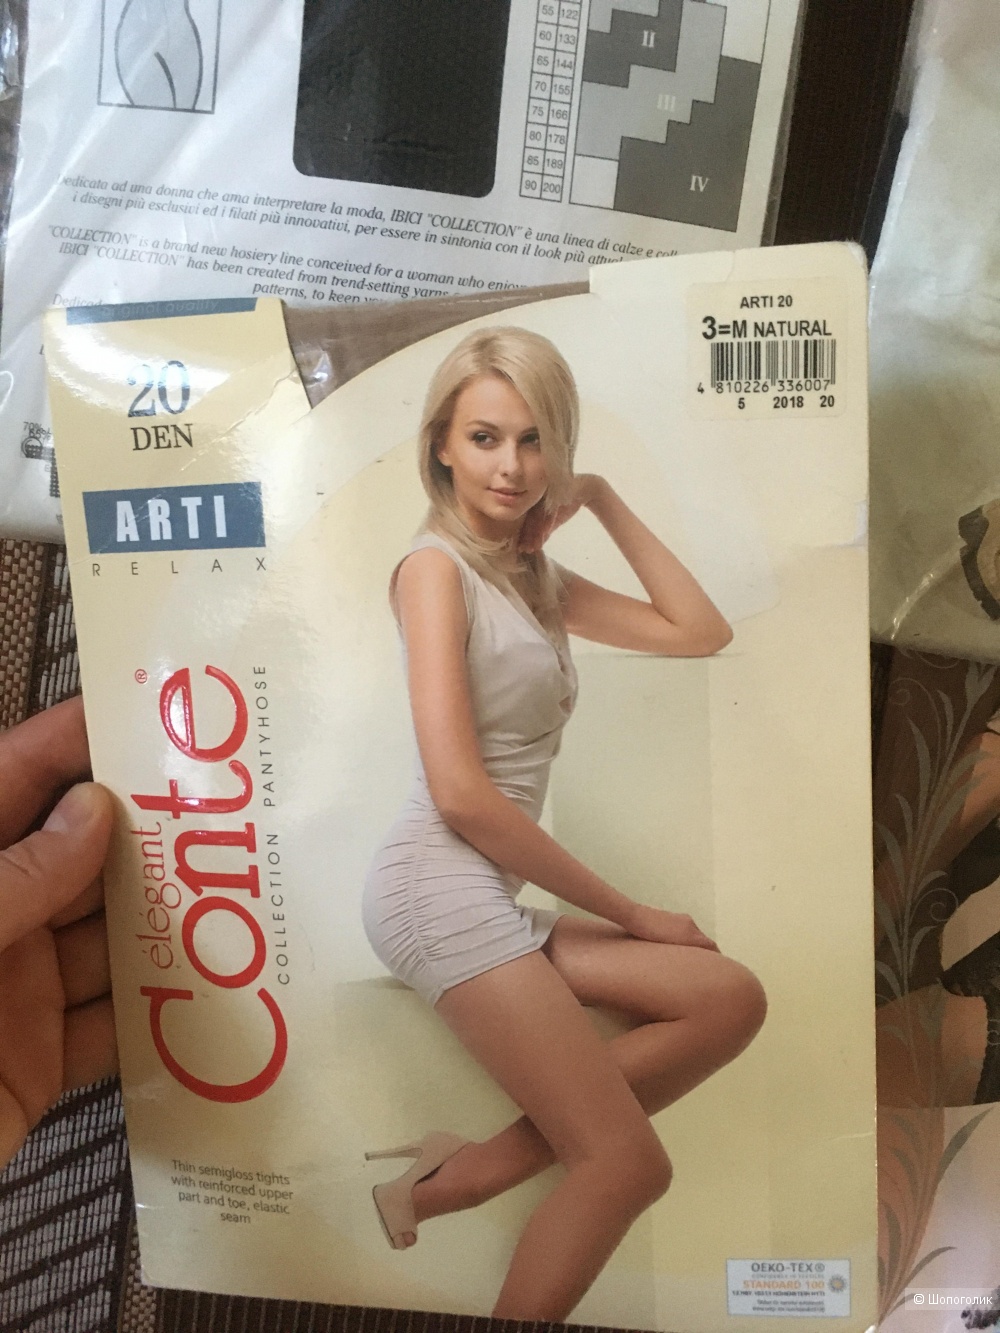 55 122
60 133
65 144
70 155
75 166
80 178
85 189
90 200
II
III
IV
Dedicata ad una donna che ama interpretare la moda, IBICI "COLLECTION" è una linea di calze e
i disegni più esclusivi ed i filati più innovativi, per essere in sintonia con il look più
"COLLECTION" is a brand new hosiery line conceived for a woman who
IBICI "COLLECTION" has been created from trend-setting yarns
patterns, to keep
original quality
20
DEN
ARTI
RELAX
élégant
Conte®
COLLECTION PANTYHOSE
Thin semigloss tights
with reinforced upper
part and toe, elastic
seam
ARTI 20
3=M NATURAL
4 810226 336007
5 2018 20
OEKO-TEX®
STANDARD 100
© Шопоголик